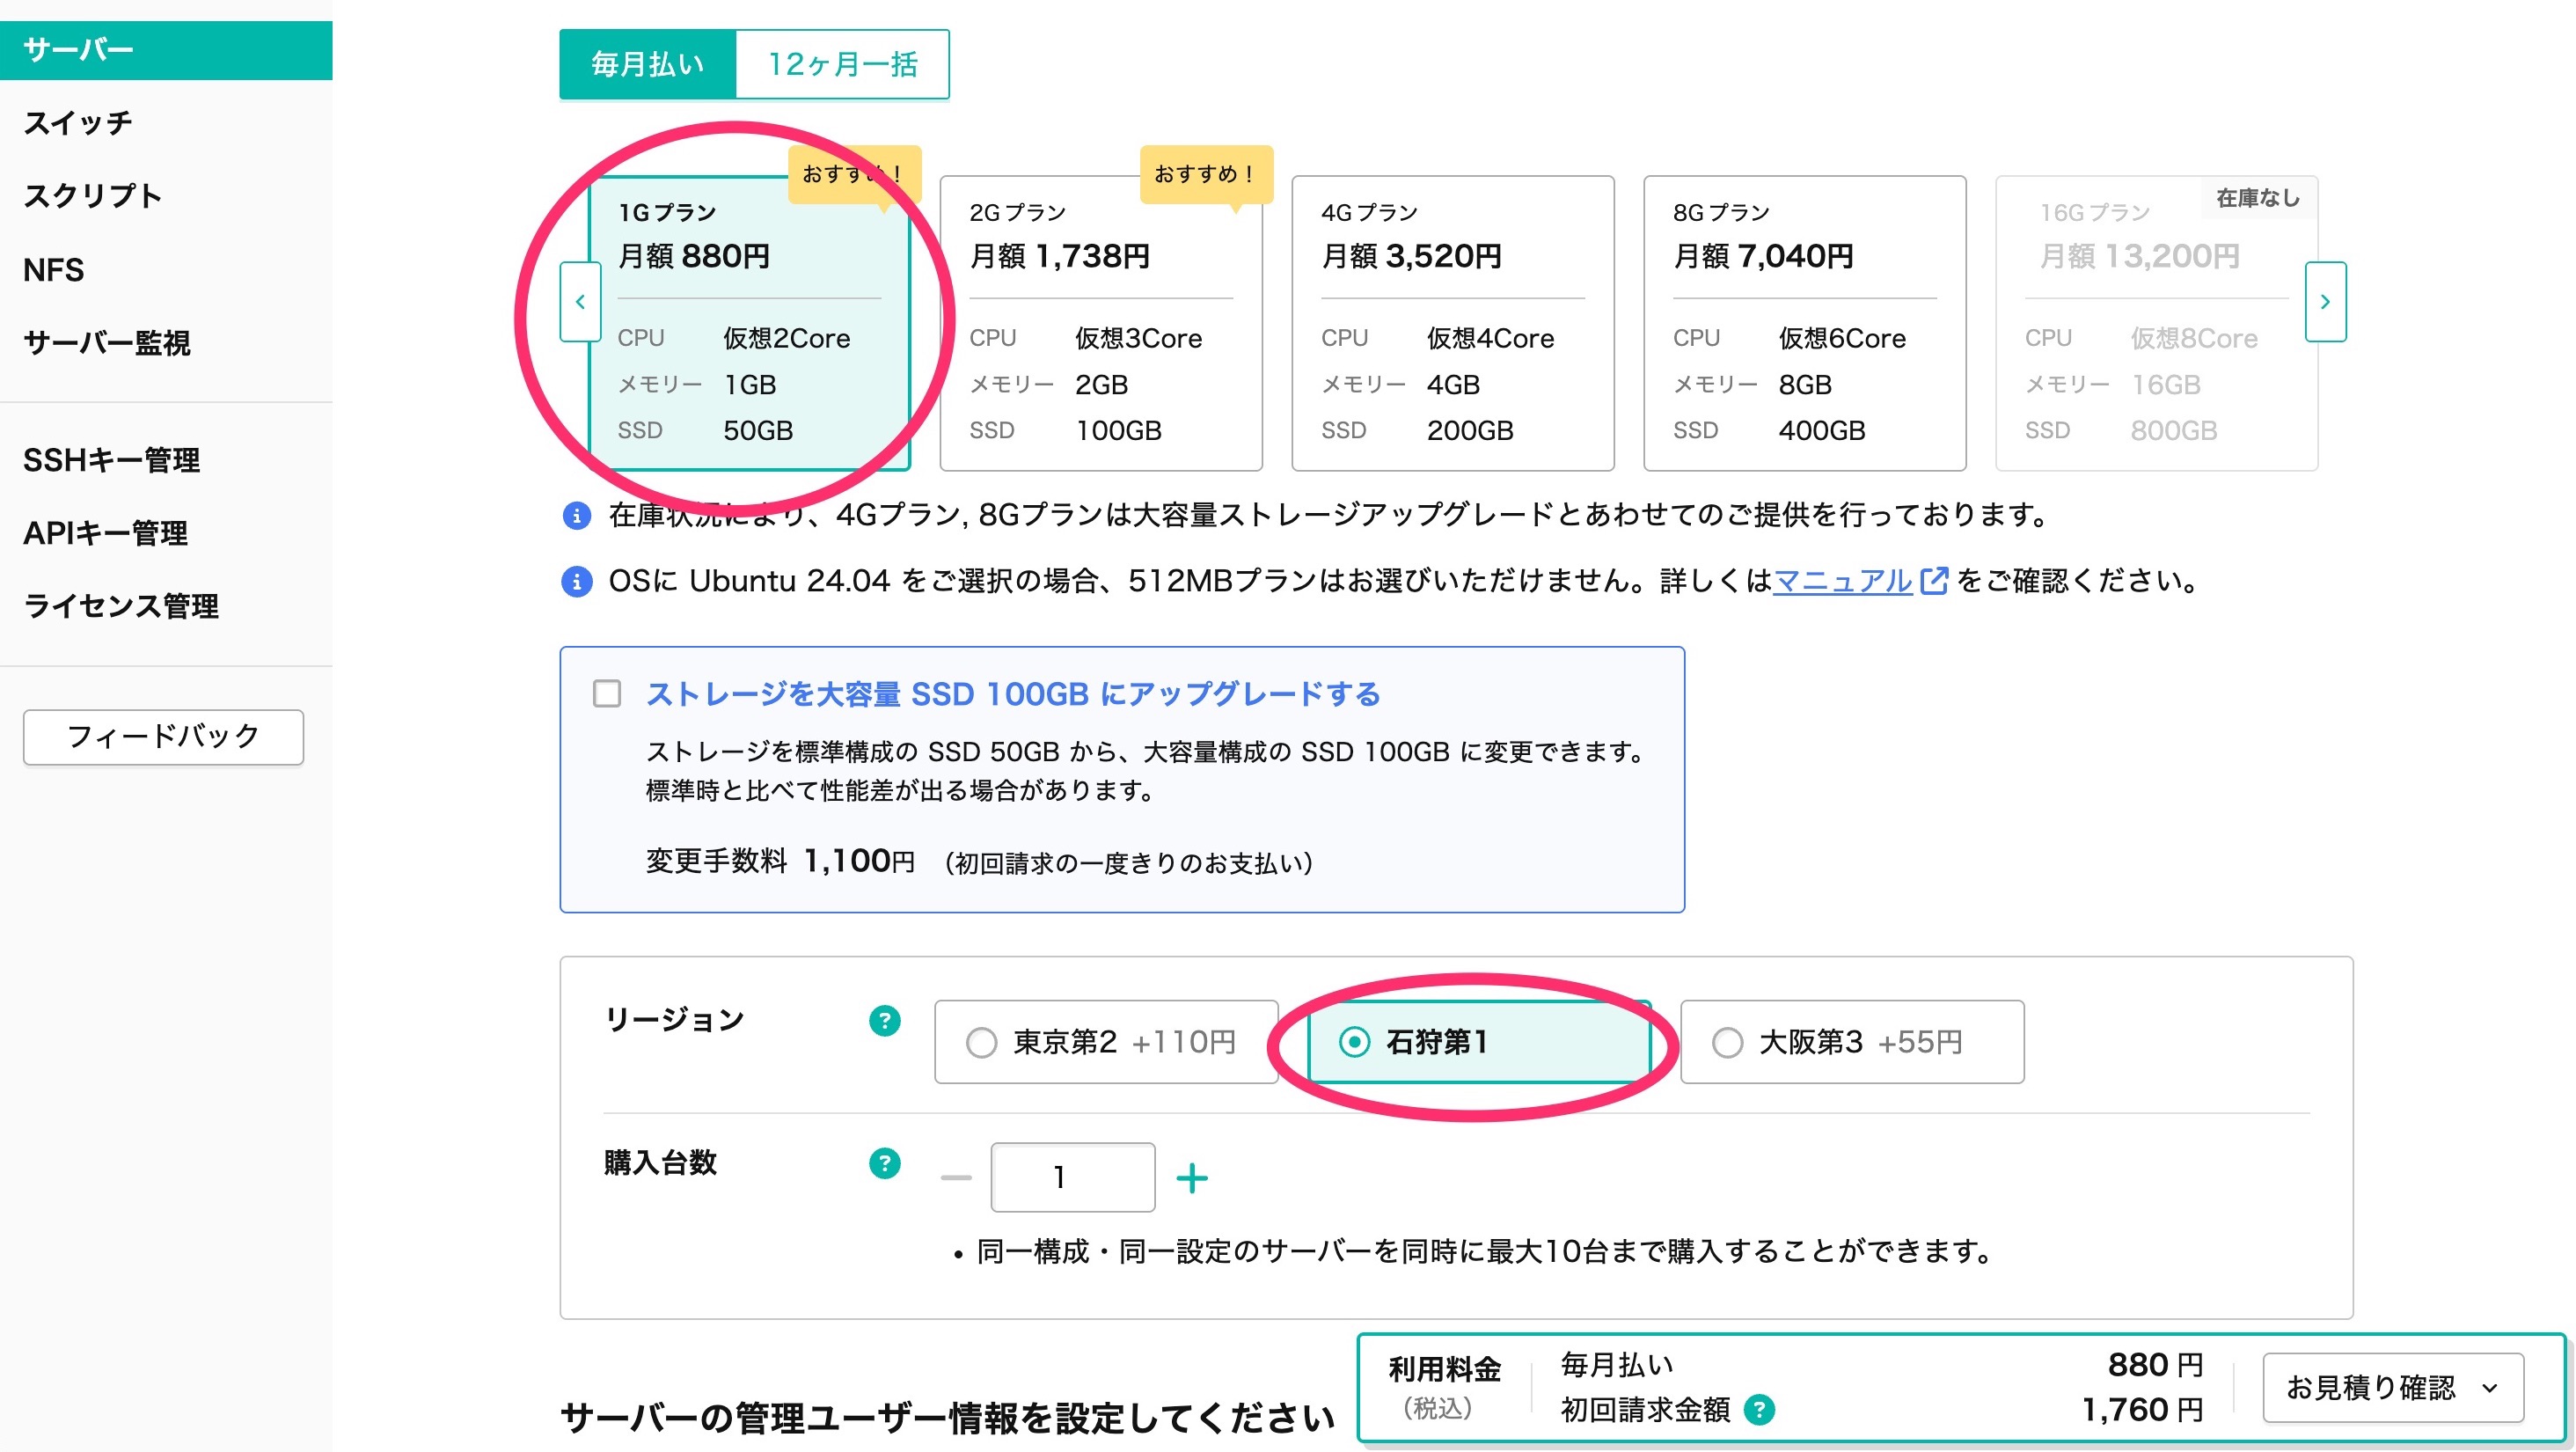 サーバー
スイッチ
スクリプト
NFS
サーバー監視
SSHキー管理
APIキー管理
ライセンス管理
フィードバック
毎月払い
12ヶ月一括
おすすめ！
1Gプラン
月額 880円
CPU 仮想2Core
メモリー 1GB
SSD 50GB
おすすめ！
2Gプラン
月額 1,738円
CPU 仮想3Core
メモリー 2GB
SSD 100GB
4Gプラン
月額 3,520円
CPU 仮想4Core
メモリー 4GB
SSD 200GB
8Gプラン
月額 7,040円
CPU 仮想6Core
メモリー 8GB
SSD 400GB
在庫なし
16Gプラン
月額 13,200円
CPU 仮想8Core
メモリー 16GB
SSD 800GB
在庫状況により、4Gプラン, 8Gプランは大容量ストレージアップグレードとあわせてのご提供を行っております。
OSに Ubuntu 24.04 をご選択の場合、512MBプランはお選びいただけません。詳しくはマニュアルをご確認ください。
ストレージを大容量 SSD 100GB にアップグレードする
ストレージを標準構成の SSD 50GB から、大容量構成の SSD 100GB に変更できます。
標準時と比べて性能差が出る場合があります。
変更手数料 1,100円 （初回請求の一度きりのお支払い）
リージョン ?
東京第2 +110円
石狩第1
大阪第3 +55円
購入台数 ?
1
• 同一構成・同一設定のサーバーを同時に最大10台まで購入することができます。
サーバーの管理ユーザー情報を設定してください
利用料金
（税込）
毎月払い 880 円
初回請求金額 ? 1,760 円
お見積り確認